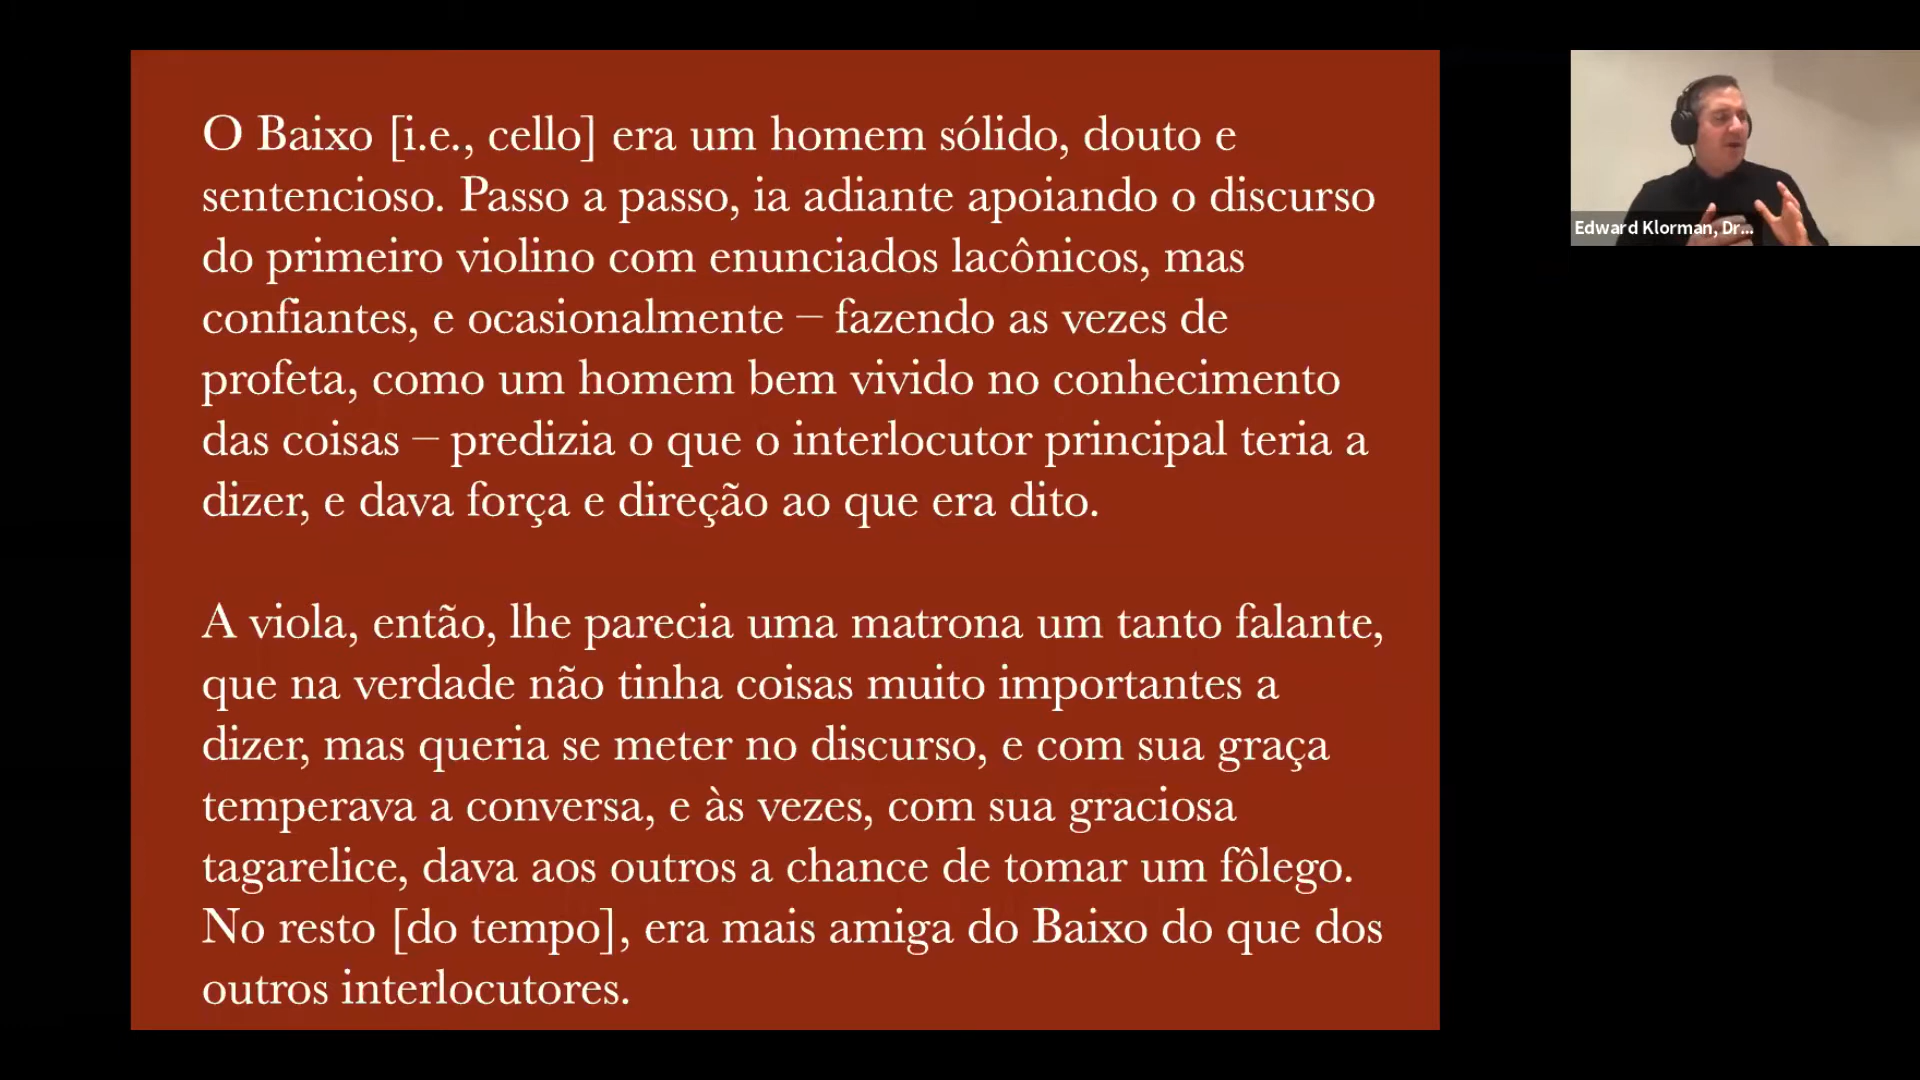 O Baixo [i.e., cello] era um homem sólido, douto e
sentencioso. Passo a passo, ia adiante apoiando o discurso
do primeiro violino com enunciados lacônicos, mas
confiantes, e ocasionalmente – fazendo as vezes de
profeta, como um homem bem vivido no conhecimento
das coisas – predizia o que o interlocutor principal teria a
dizer, e dava força e direção ao que era dito.
A viola, então, lhe parecia uma matrona um tanto falante,
que na verdade não tinha coisas muito importantes a
dizer, mas queria se meter no discurso, e com sua graça
temperava a conversa, e às vezes, com sua graciosa
tagarelice, dava aos outros a chance de tomar um fôlego.
No resto [do tempo], era mais amiga do Baixo do que dos
outros interlocutores.
Edward Klorman, Dr...